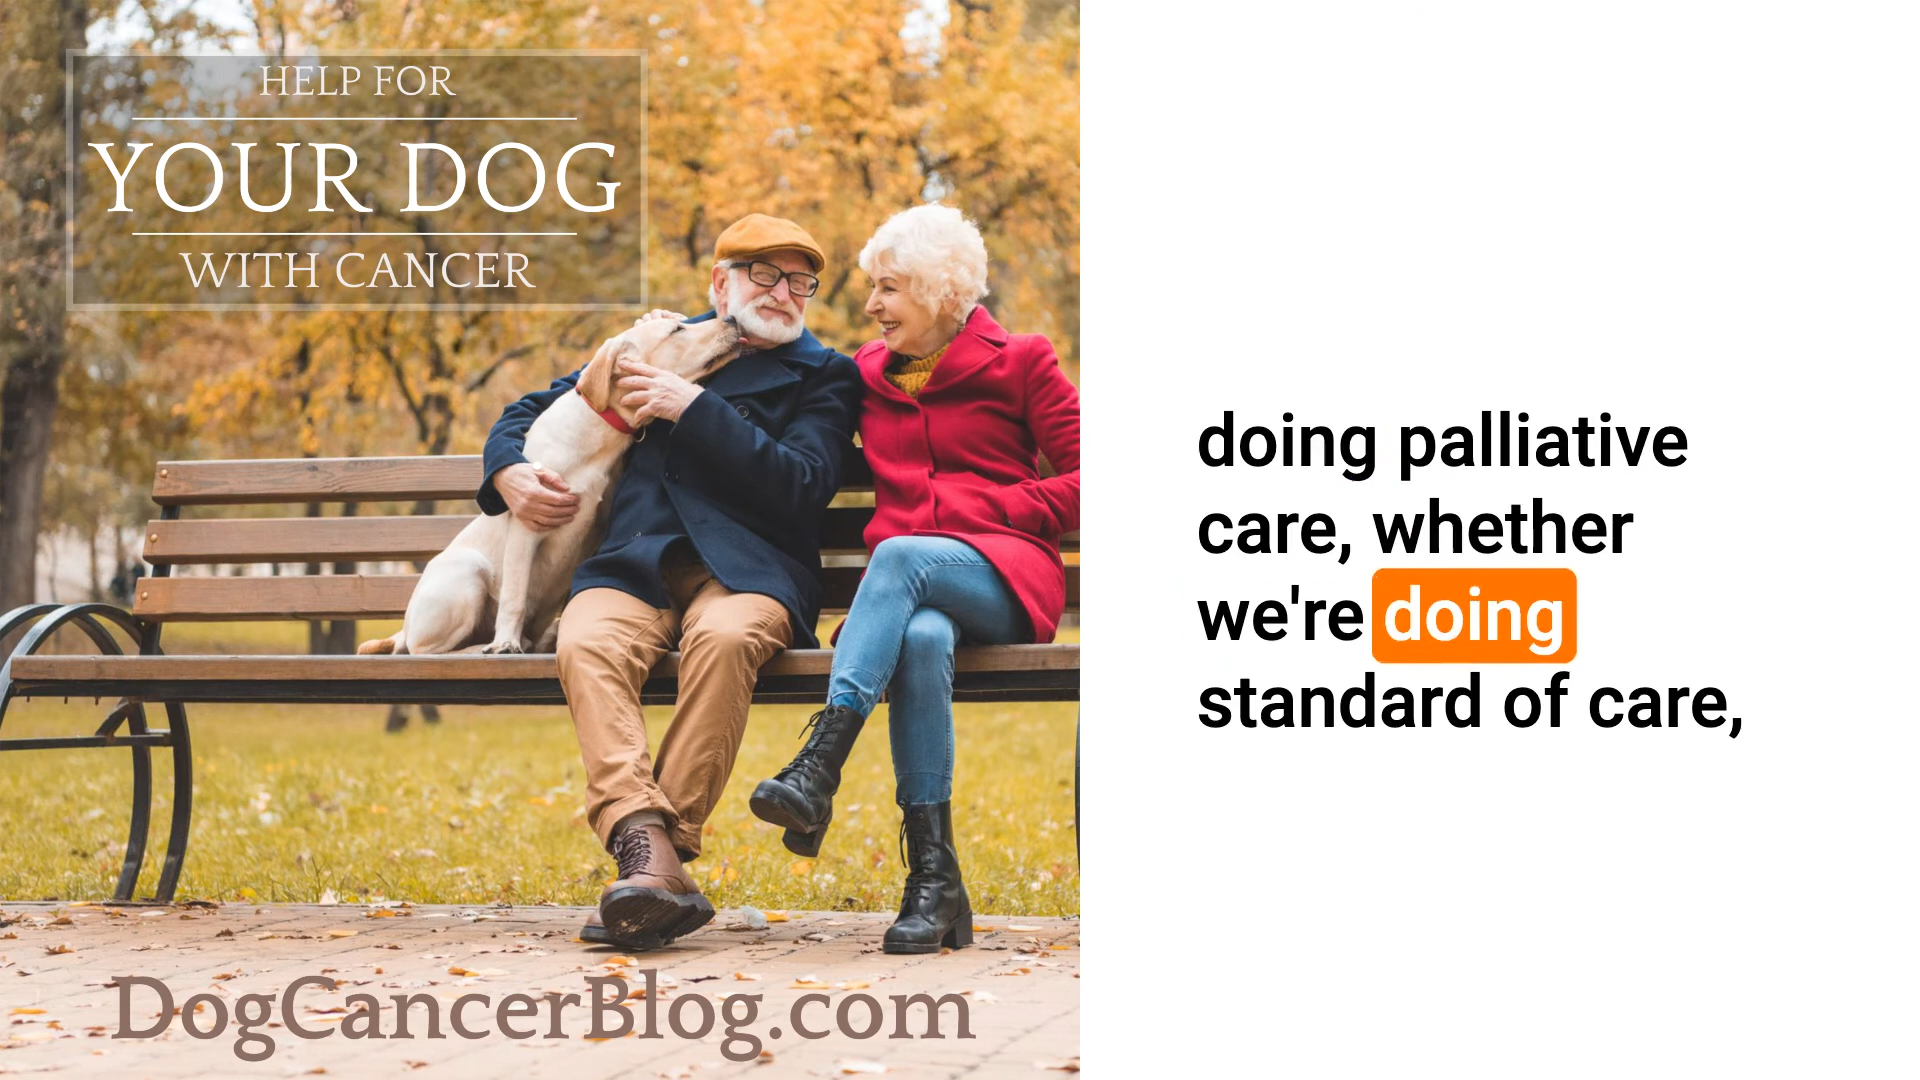 HELP FOR
YOUR DOG
WITH CANCER
DogCancerBlog.com
doing palliative
care, whether
we're doing
standard of care,